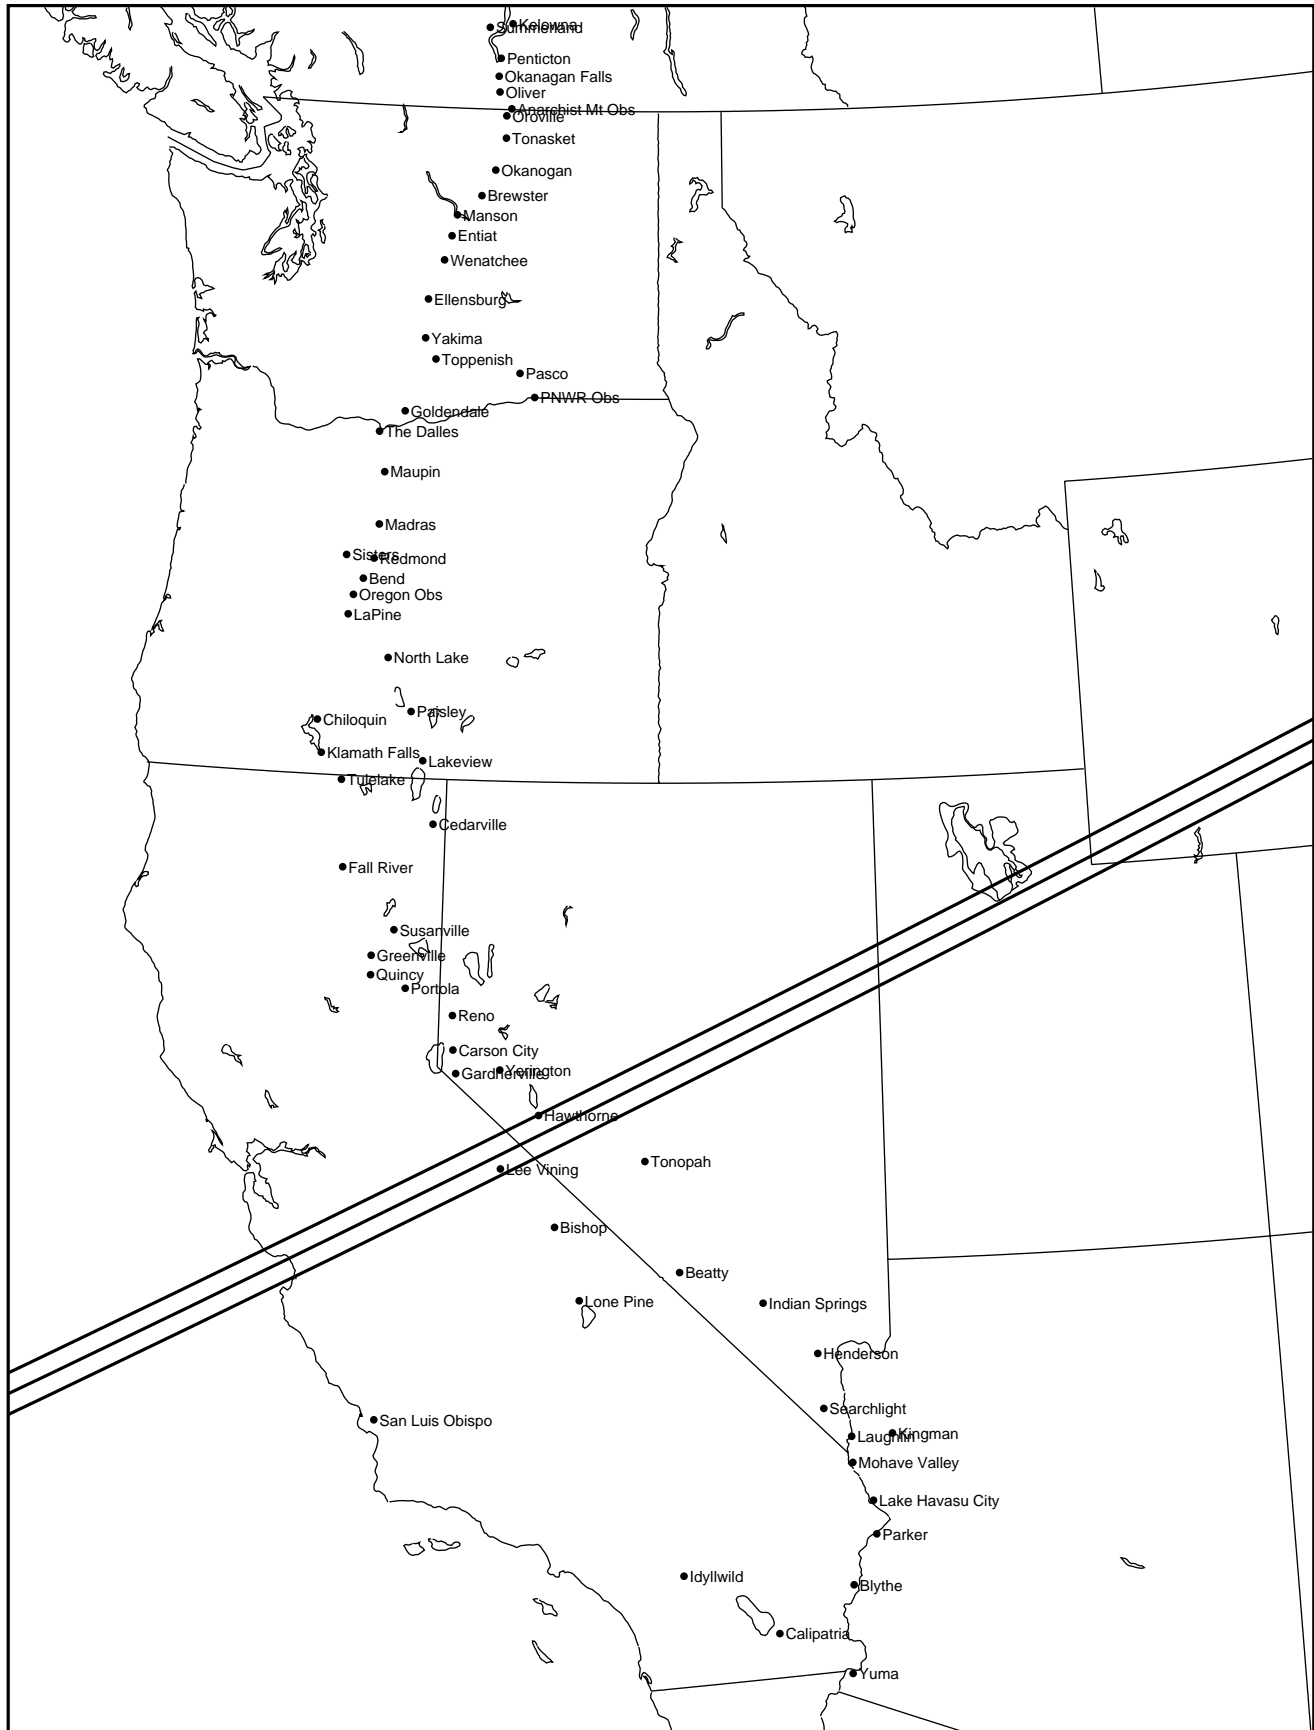 Kelowna
Summerland
Penticton
Okanagan Falls
Oliver
Anarchist Mt Obs
Oroville
Tonasket
Okanogan
Brewster
Manson
Entiat
Wenatchee
Ellensburg
Yakima
Toppenish
Pasco
PNWR Obs
Goldendale
The Dalles
Maupin
Madras
Sisters
Redmond
Bend
Oregon Obs
LaPine
North Lake
Paisley
Chiloquin
Klamath Falls
Lakeview
Tulelake
Cedarville
Fall River
Susanville
Greenville
Quincy
Portola
Reno
Carson City
Yerington
Gardnerville
Hawthorne
Tonopah
Lee Vining
Bishop
Beatty
Lone Pine
Indian Springs
Henderson
Searchlight
San Luis Obispo
Kingman
Laughlin
Mohave Valley
Lake Havasu City
Parker
Idyllwild
Blythe
Calipatria
Yuma